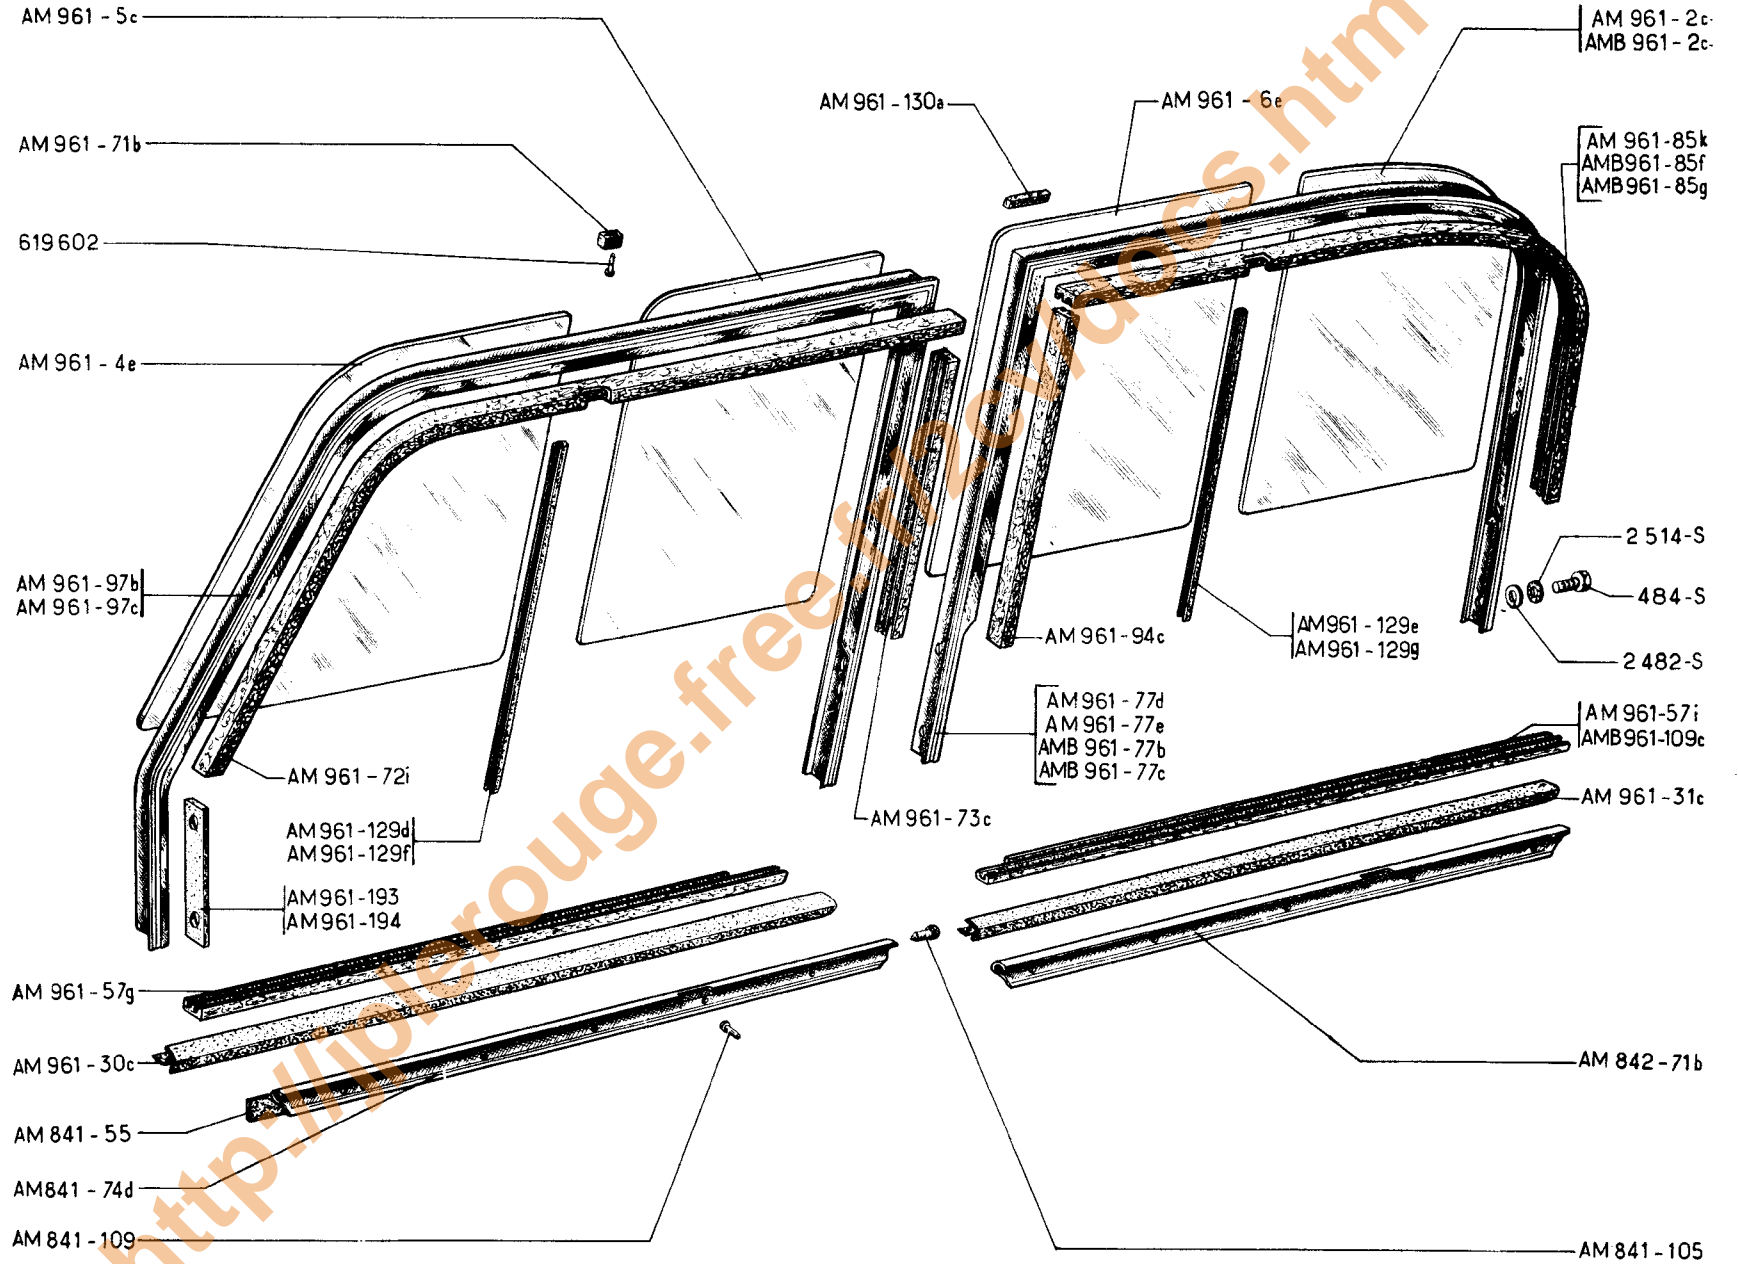 AM 961 - 5c
AM 961 - 2c
AMB 961 - 2c
AM 961 - 130a
AM 961 - 6e
AM 961 - 71b
AM 961 - 85k
AMB 961 - 85f
AMB 961 - 85g
619602
AM 961 - 4e
2 514 - S
AM 961 - 97b
AM 961 - 97c
484 - S
AM 961 - 94c
AM 961 - 129e
AM 961 - 129g
2 482 - S
AM 961 - 77d
AM 961 - 77e
AMB 961 - 77b
AMB 961 - 77c
AM 961 - 57i
AMB 961 - 109c
AM 961 - 72i
AM 961 - 31c
AM 961 - 73c
AM 961 - 129d
AM 961 - 129f
AM 961 - 193
AM 961 - 194
AM 961 - 57g
AM 961 - 30c
AM 842 - 71b
AM 841 - 55
AM 841 - 74d
AM 841 - 109
AM 841 - 105
http://jplerouge.free.fr/2cv/docs.htm